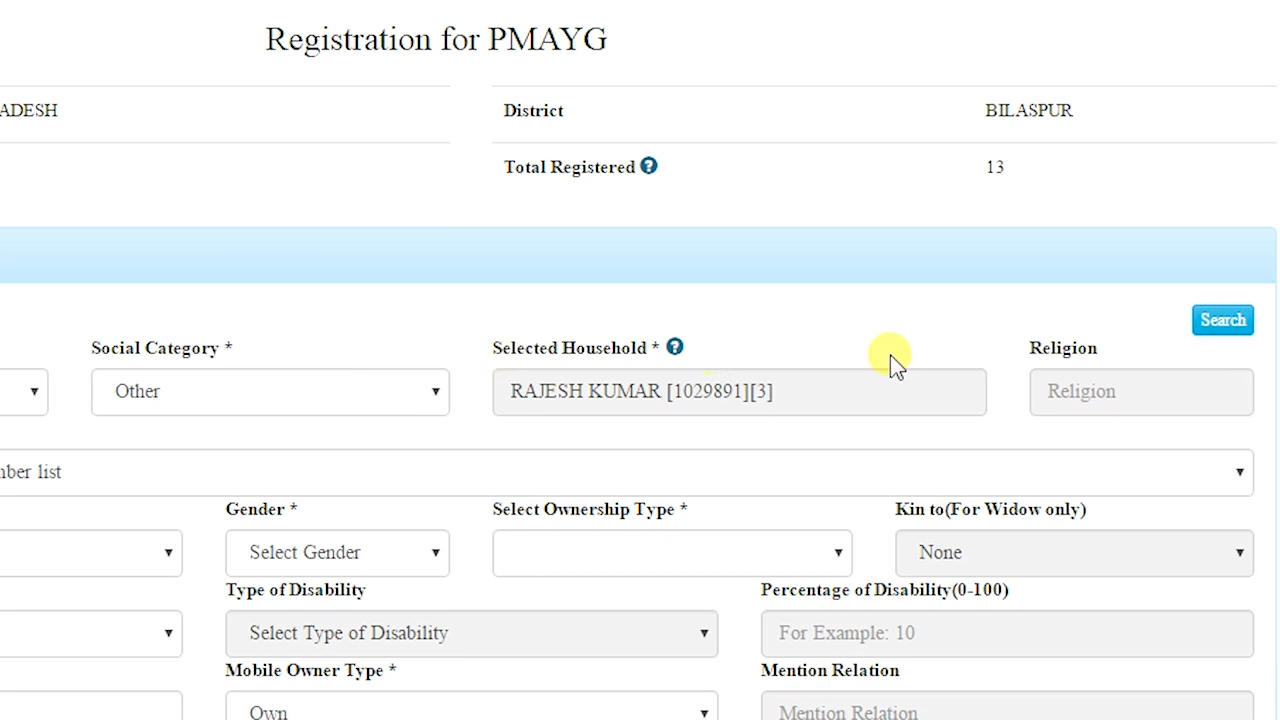 Registration for PMAYG
ADESH District BILASPUR
Total Registered 13
Search
Social Category * Selected Household * Religion
Other RAJESH KUMAR [1029891][3] Religion
nber list
Gender * Select Ownership Type * Kin to(For Widow only)
Select Gender None
Type of Disability Percentage of Disability(0-100)
Select Type of Disability For Example: 10
Mobile Owner Type * Mention Relation
Own Mention Relation